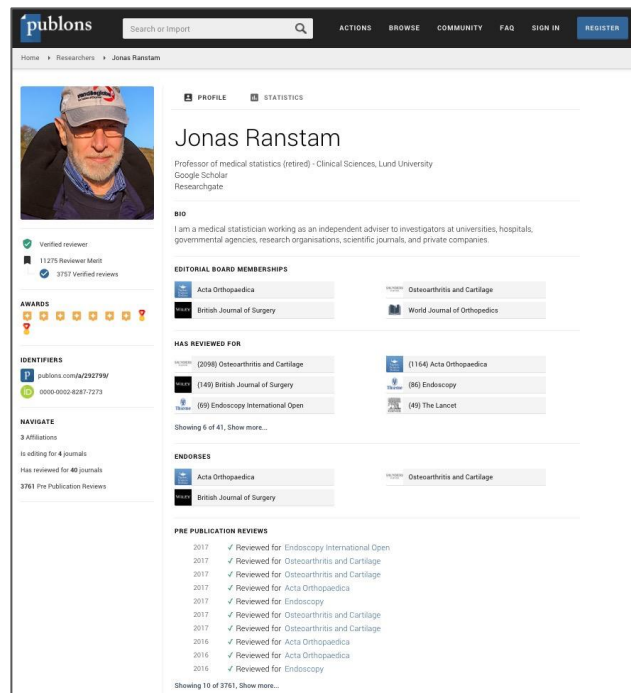 publons
Search or Import
ACTIONS BROWSE COMMUNITY FAQ SIGN IN REGISTER
Home Researchers Jonas Ranstam
PROFILE STATISTICS
Jonas Ranstam
Professor of medical statistics (retired) - Clinical Sciences, Lund University
Google Scholar
Researchgate
BIO
I am a medical statistician working as an independent adviser to investigators at universities, hospitals,
governmental agencies, research organisations, scientific journals, and private companies.
Verified reviewer
11275 Reviewer Merit
3757 Verified reviews
AWARDS
IDENTIFIERS
publons.com/a/292799/
0000-0002-8287-7273
NAVIGATE
3 Affiliations
Is editing for 4 journals
Has reviewed for 40 journals
3761 Pre Publication Reviews
EDITORIAL BOARD MEMBERSHIPS
Acta Orthopaedica
Osteoarthritis and Cartilage
WILEY British Journal of Surgery
World Journal of Orthopedics
HAS REVIEWED FOR
(2098) Osteoarthritis and Cartilage
(1164) Acta Orthopaedica
WILEY (149) British Journal of Surgery
Thieme (86) Endoscopy
Thieme (69) Endoscopy International Open
(49) The Lancet
Showing 6 of 41, Show more...
ENDORSES
Acta Orthopaedica
Osteoarthritis and Cartilage
WILEY British Journal of Surgery
PRE PUBLICATION REVIEWS
2017 ✓ Reviewed for Endoscopy International Open
2017 ✓ Reviewed for Osteoarthritis and Cartilage
2017 ✓ Reviewed for Osteoarthritis and Cartilage
2017 ✓ Reviewed for Acta Orthopaedica
2017 ✓ Reviewed for Endoscopy
2017 ✓ Reviewed for Osteoarthritis and Cartilage
2017 ✓ Reviewed for Osteoarthritis and Cartilage
2016 ✓ Reviewed for Acta Orthopaedica
2016 ✓ Reviewed for Acta Orthopaedica
2016 ✓ Reviewed for Endoscopy
Showing 10 of 3761, Show more...